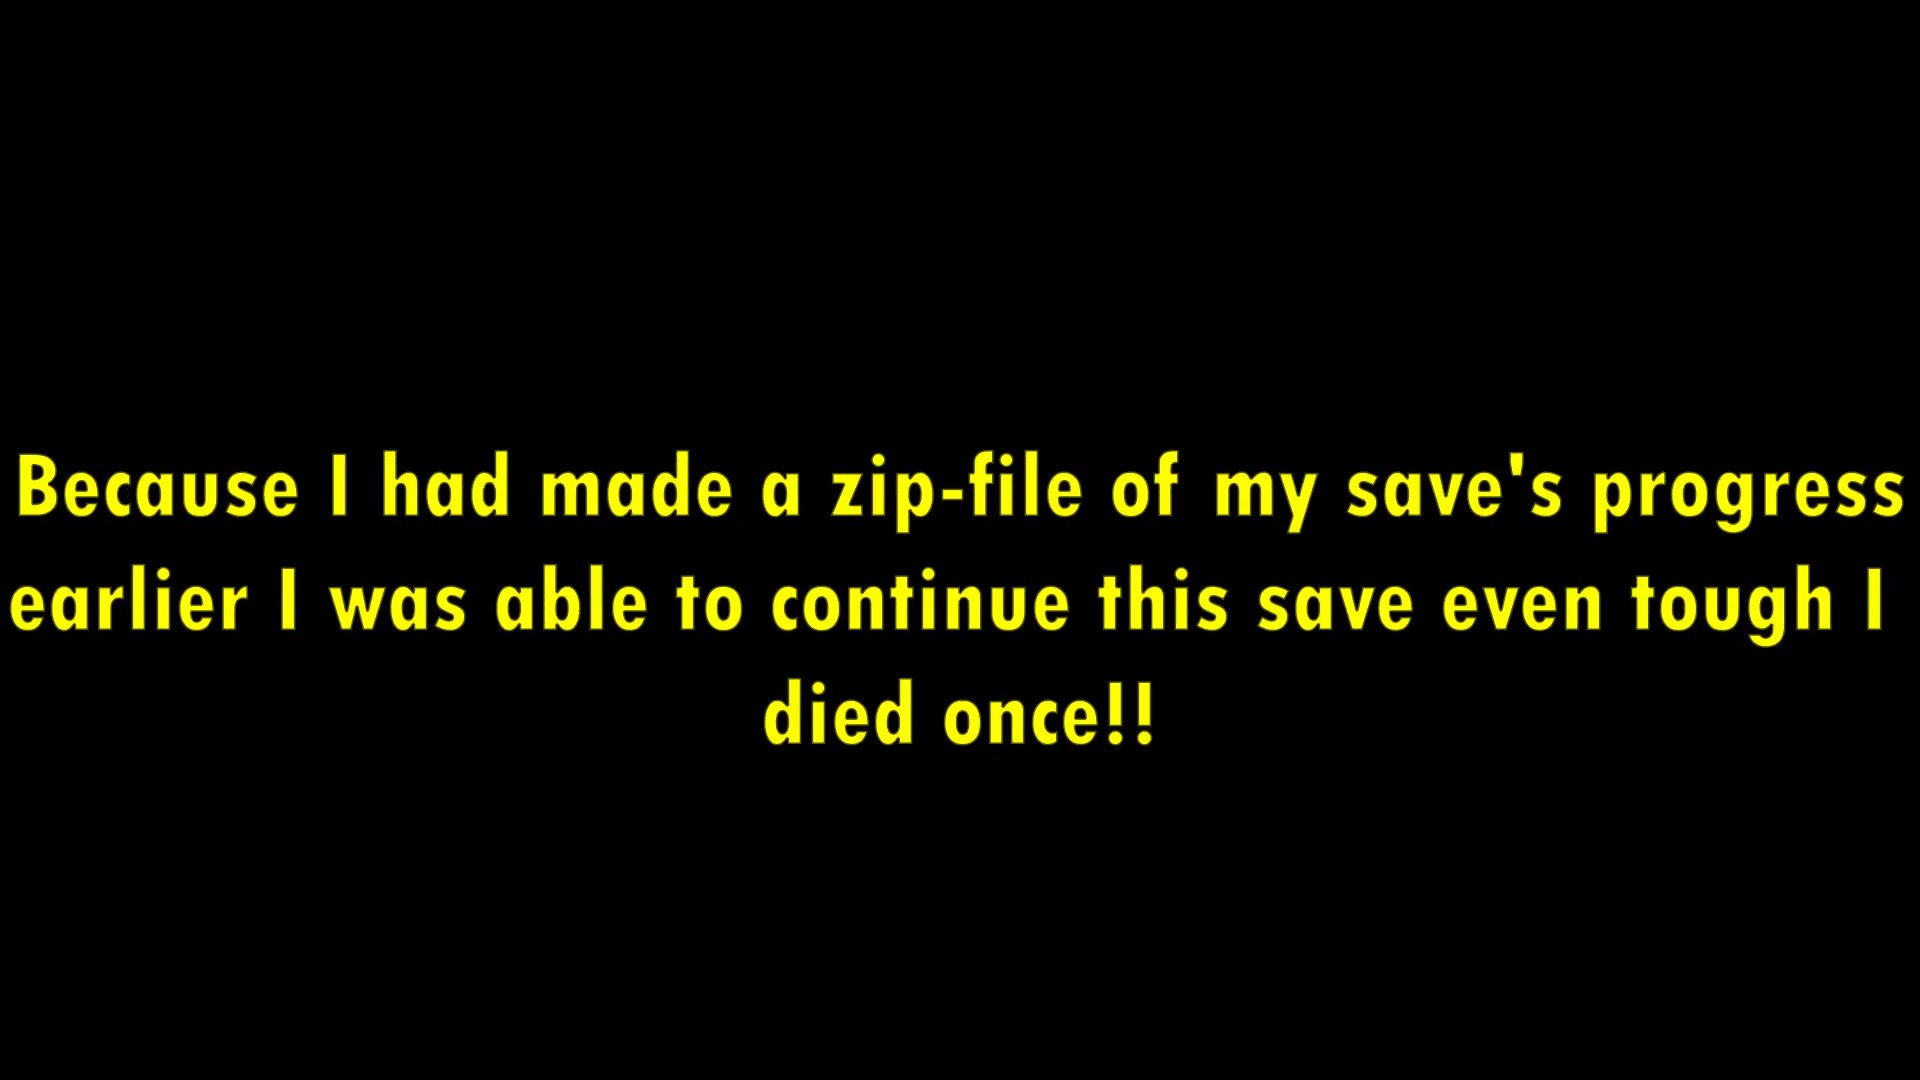 Because I had made a zip-file of my save's progress
earlier I was able to continue this save even tough I
died once!!